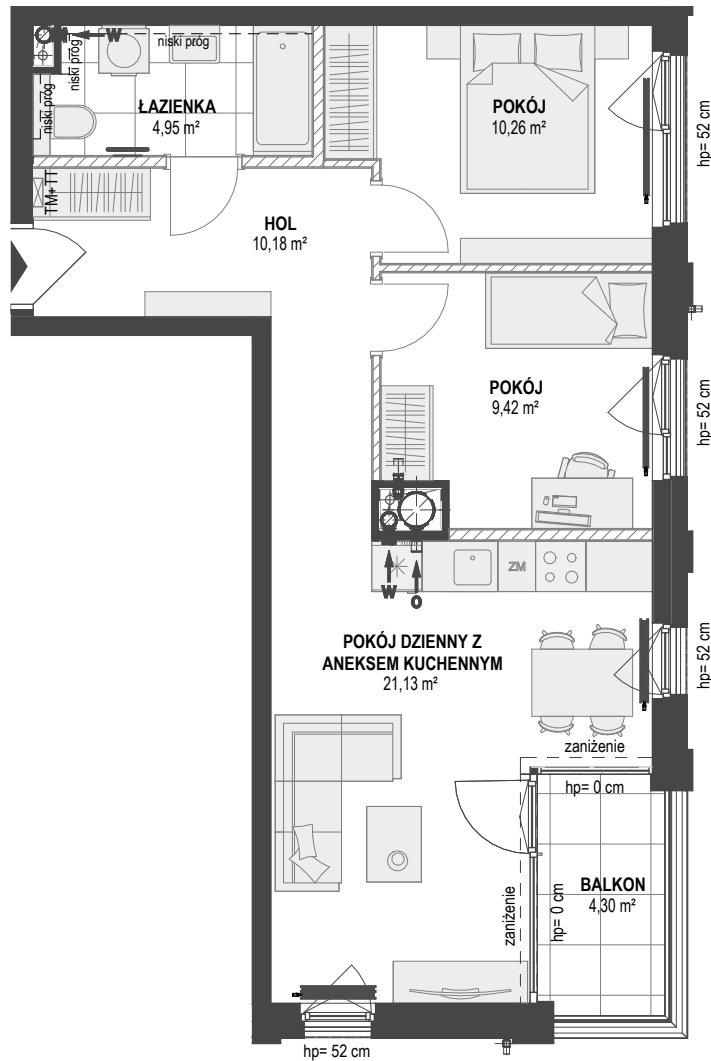 W
niski próg
niski próg
niski próg
ŁAZIENKA
4,95 m²
POKÓJ
10,26 m²
hp= 52 cm
TM+ TT
HOL
10,18 m²
POKÓJ
9,42 m²
hp= 52 cm
W
O
ZM
POKÓJ DZIENNY Z
ANEKSEM KUCHENNYM
21,13 m²
hp= 52 cm
zaniżenie
hp= 0 cm
BALKON
4,30 m²
zaniżenie
hp= 0 cm
hp= 52 cm